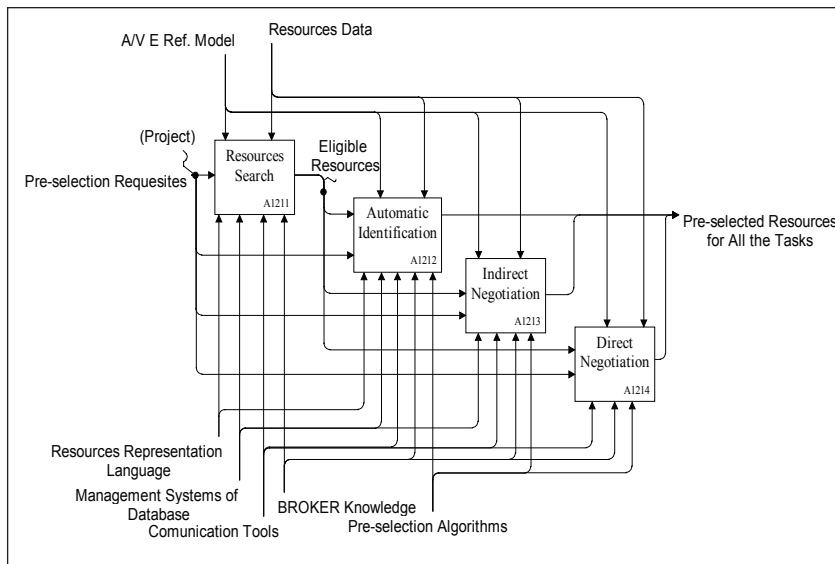 A/V E Ref. Model
Resources Data
(Project)
Pre-selection Requesites
Resources
Search
A1211
Eligible
Resources
Automatic
Identification
A1212
Pre-selected Resources
for All the Tasks
Indirect
Negotiation
A1213
Direct
Negotiation
A1214
Resources Representation
Language
Management Systems of
Database
Comunication Tools
BROKER Knowledge
Pre-selection Algorithms